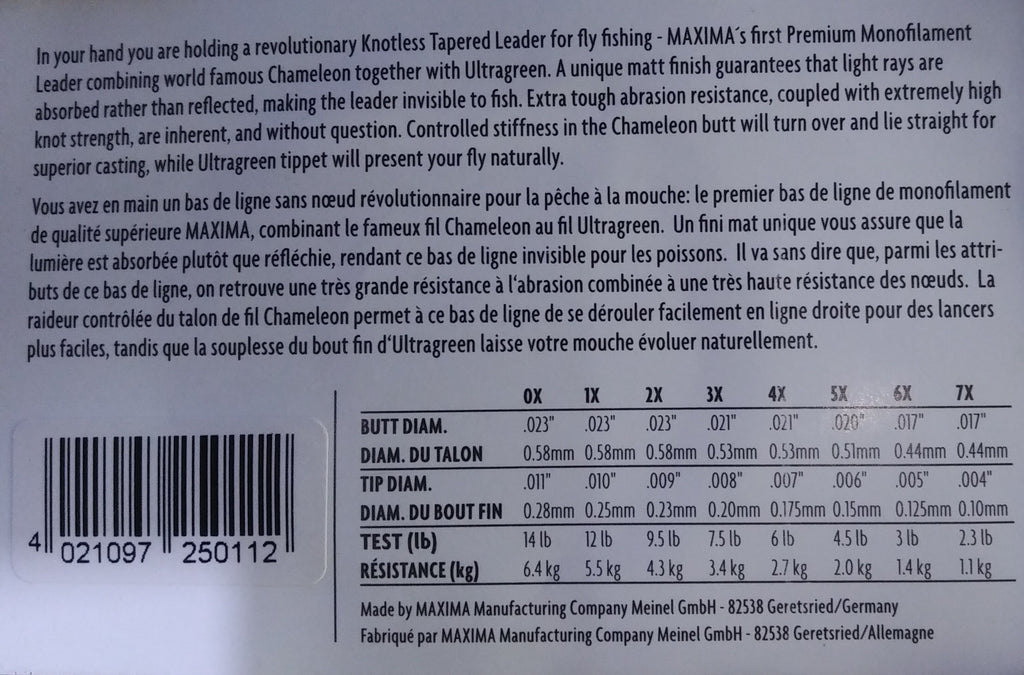 In your hand you are holding a revolutionary Knotless Tapered Leader for fly fishing - MAXIMA´s first Premium Monofilament
Leader combining world famous Chameleon together with Ultragreen. A unique matt finish guarantees that light rays are
absorbed rather than reflected, making the leader invisible to fish. Extra tough abrasion resistance, coupled with extremely high
knot strength, are inherent, and without question. Controlled stiffness in the Chameleon butt will turn over and lie straight for
superior casting, while Ultragreen tippet will present your fly naturally.
Vous avez en main un bas de ligne sans nœud révolutionnaire pour la pêche à la mouche: le premier bas de ligne de monofilament
de qualité supérieure MAXIMA, combinant le fameux fil Chameleon au fil Ultragreen. Un fini mat unique vous assure que la
lumière est absorbée plutôt que réfléchie, rendant ce bas de ligne invisible pour les poissons. Il va sans dire que, parmi les attri-
buts de ce bas de ligne, on retrouve une très grande résistance à l'abrasion combinée à une très haute résistance des nœuds. La
raideur contrôlée du talon de fil Chameleon permet à ce bas de ligne de se dérouler facilement en ligne droite pour des lancers
plus faciles, tandis que la souplesse du bout fin d'Ultragreen laisse votre mouche évoluer naturellement.
0X 1X 2X 3X 4X 5X 6X 7X
BUTT DIAM. .023" .023" .023" .021" .021" .020" .017" .017"
DIAM. DU TALON 0.58mm 0.58mm 0.58mm 0.53mm 0.53mm 0.51mm 0.44mm 0.44mm
TIP DIAM. .011" .010" .009" .008" .007" .006" .005" .004"
DIAM. DU BOUT FIN 0.28mm 0.25mm 0.23mm 0.20mm 0.175mm 0.15mm 0.125mm 0.10mm
TEST (lb) 14 lb 12 lb 9.5 lb 7.5 lb 6 lb 4.5 lb 3 lb 2.3 lb
RÉSISTANCE (kg) 6.4 kg 5.5 kg 4.3 kg 3.4 kg 2.7 kg 2.0 kg 1.4 kg 1.1 kg
4 021097 250112
Made by MAXIMA Manufacturing Company Meinel GmbH - 82538 Geretsried/Germany
Fabriqué par MAXIMA Manufacturing Company Meinel GmbH - 82538 Geretsried/Allemagne